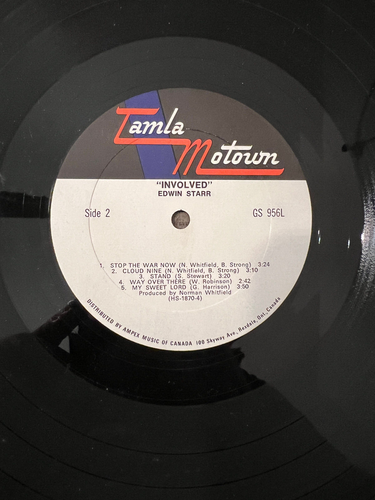 Tamla
Motown
"INVOLVED"
EDWIN STARR
Side 2
GS 956L
1. STOP THE WAR NOW (N. Whitfield, B. Strong) 3:24
2. CLOUD NINE (N. Whitfield, B. Strong) 3:10
3. STAND (S. Stewart) 3:20
4. WAY OVER THERE (W. Robinson) 2:42
5. MY SWEET LORD (G. Harrison) 3:50
Produced by Norman Whitfield
(HS-1870-4)
DISTRIBUTED BY AMPEX MUSIC OF CANADA · 100 Skyway Ave., Rexdale, Ont., Canada